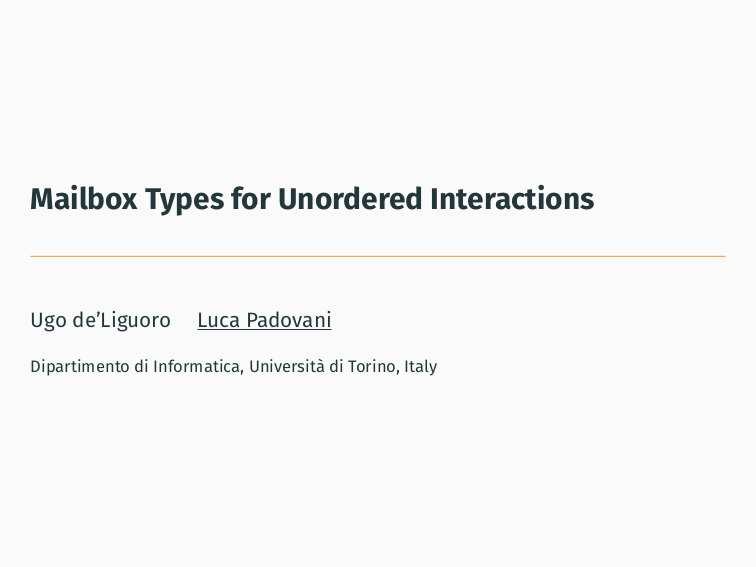 Mailbox Types for Unordered Interactions
Ugo de’Liguoro Luca Padovani
Dipartimento di Informatica, Università di Torino, Italy